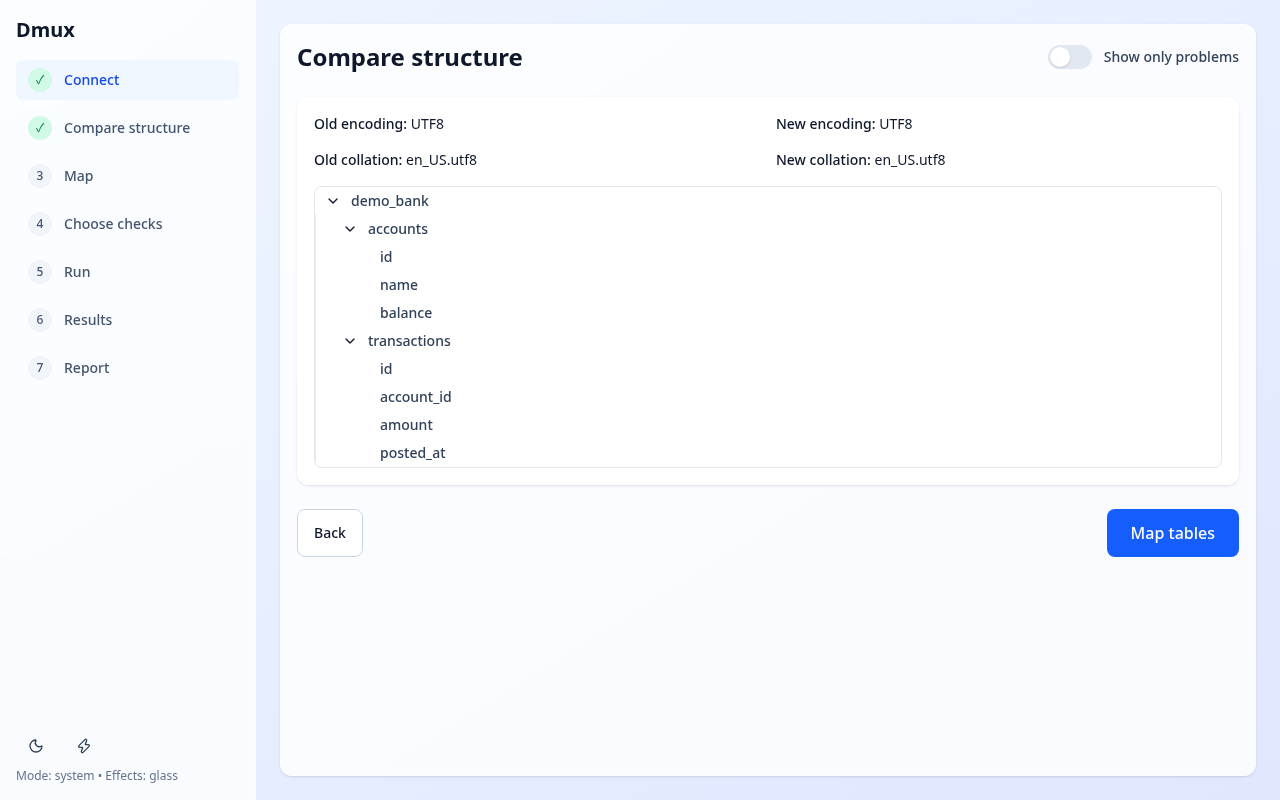 Dmux
✓ Connect
✓ Compare structure
3 Map
4 Choose checks
5 Run
6 Results
7 Report
Mode: system • Effects: glass
Compare structure
Show only problems
Old encoding: UTF8
New encoding: UTF8
Old collation: en_US.utf8
New collation: en_US.utf8
demo_bank
accounts
id
name
balance
transactions
id
account_id
amount
posted_at
Back
Map tables